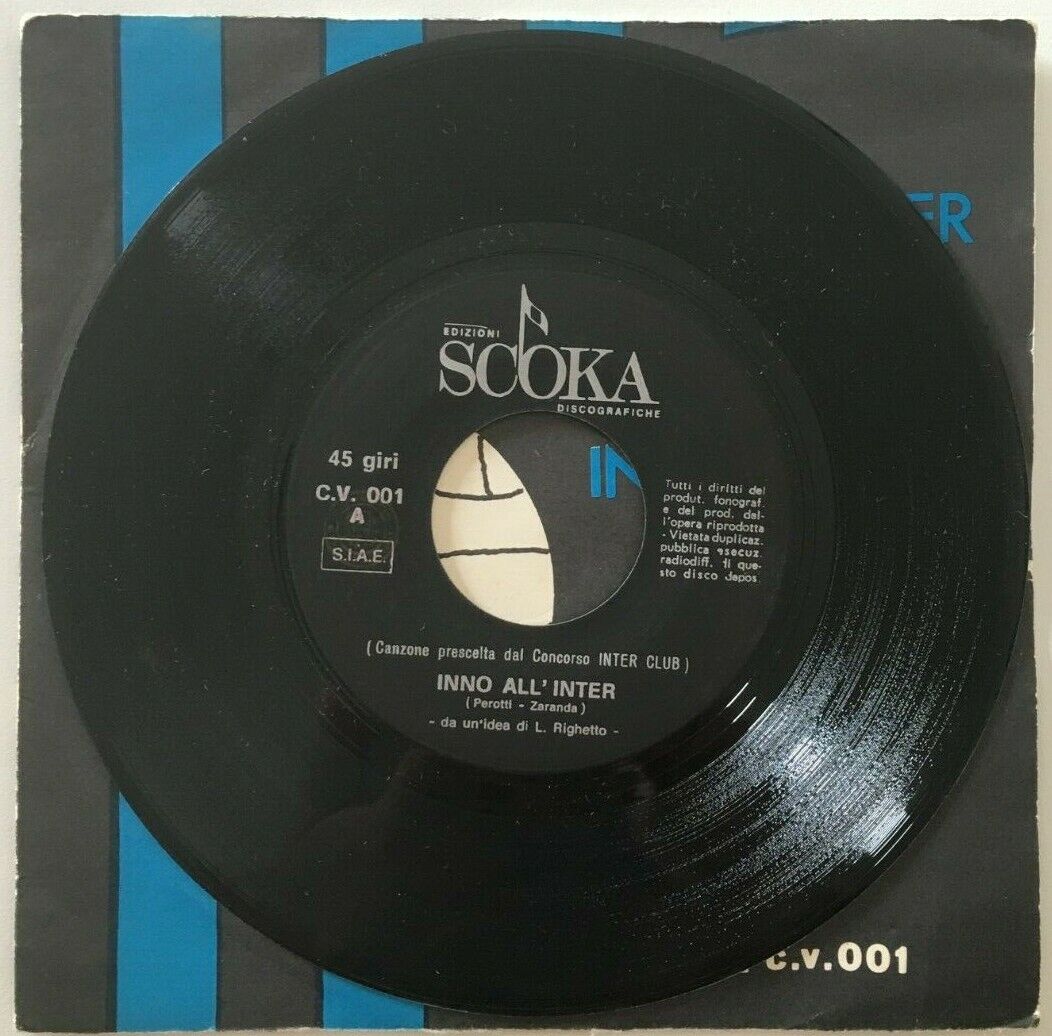 ER
EDIZIONI
SCOKA
DISCOGRAFICHE
IN
45 giri
C.V. 001
A
S.I.A.E.
Tutti i diritti del
produt. fonograf.
e del prod. del-
l'opera riprodotta
- Vietata duplicaz.
pubblica esecuz.
radiodiff. ti que-
sto disco depos.
(Canzone prescelta dal Concorso INTER CLUB)
INNO ALL' INTER
(Perotti - Zaranda)
- da un'idea di L. Righetto -
c.v.001